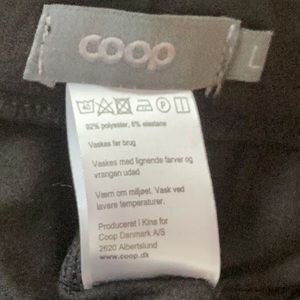 coop
L
92% polyester, 8% elastane
Vaskes før brug
Vaskes med lignende farver og
vrangen udad
Værn om miljøet. Vask ved
lavere temperaturer.
Produceret i Kina for
Coop Danmark A/S
2620 Albertslund
www.coop.dk